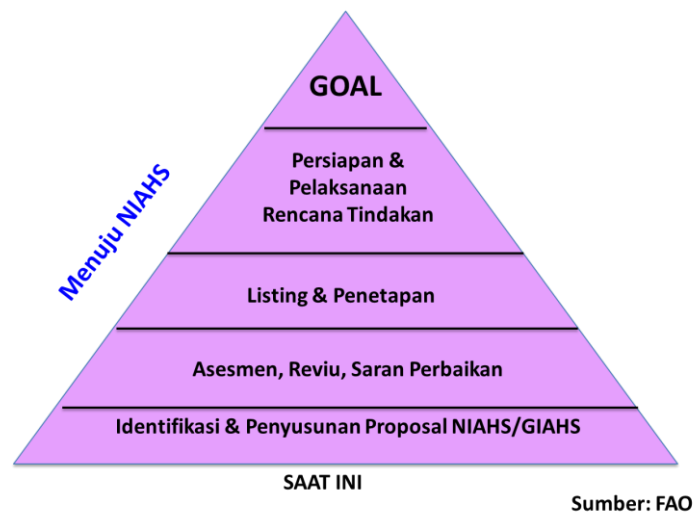 GOAL
Persiapan &
Pelaksanaan
Rencana Tindakan
Menuju NIAHS
Listing & Penetapan
Asesmen, Reviu, Saran Perbaikan
Identifikasi & Penyusunan Proposal NIAHS/GIAHS
SAAT INI
Sumber: FAO